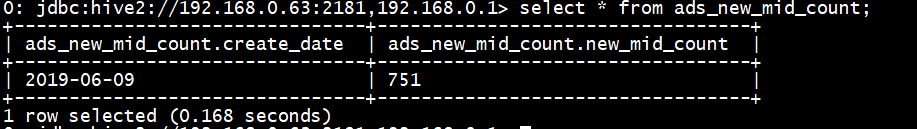 0: jdbc:hive2://192.168.0.63:2181,192.168.0.1> select * from ads_new_mid_count;
+------------------------------+---------------------------------+
| ads_new_mid_count.create_date | ads_new_mid_count.new_mid_count |
+------------------------------+---------------------------------+
| 2019-06-09 | 751 |
+------------------------------+---------------------------------+
1 row selected (0.168 seconds)